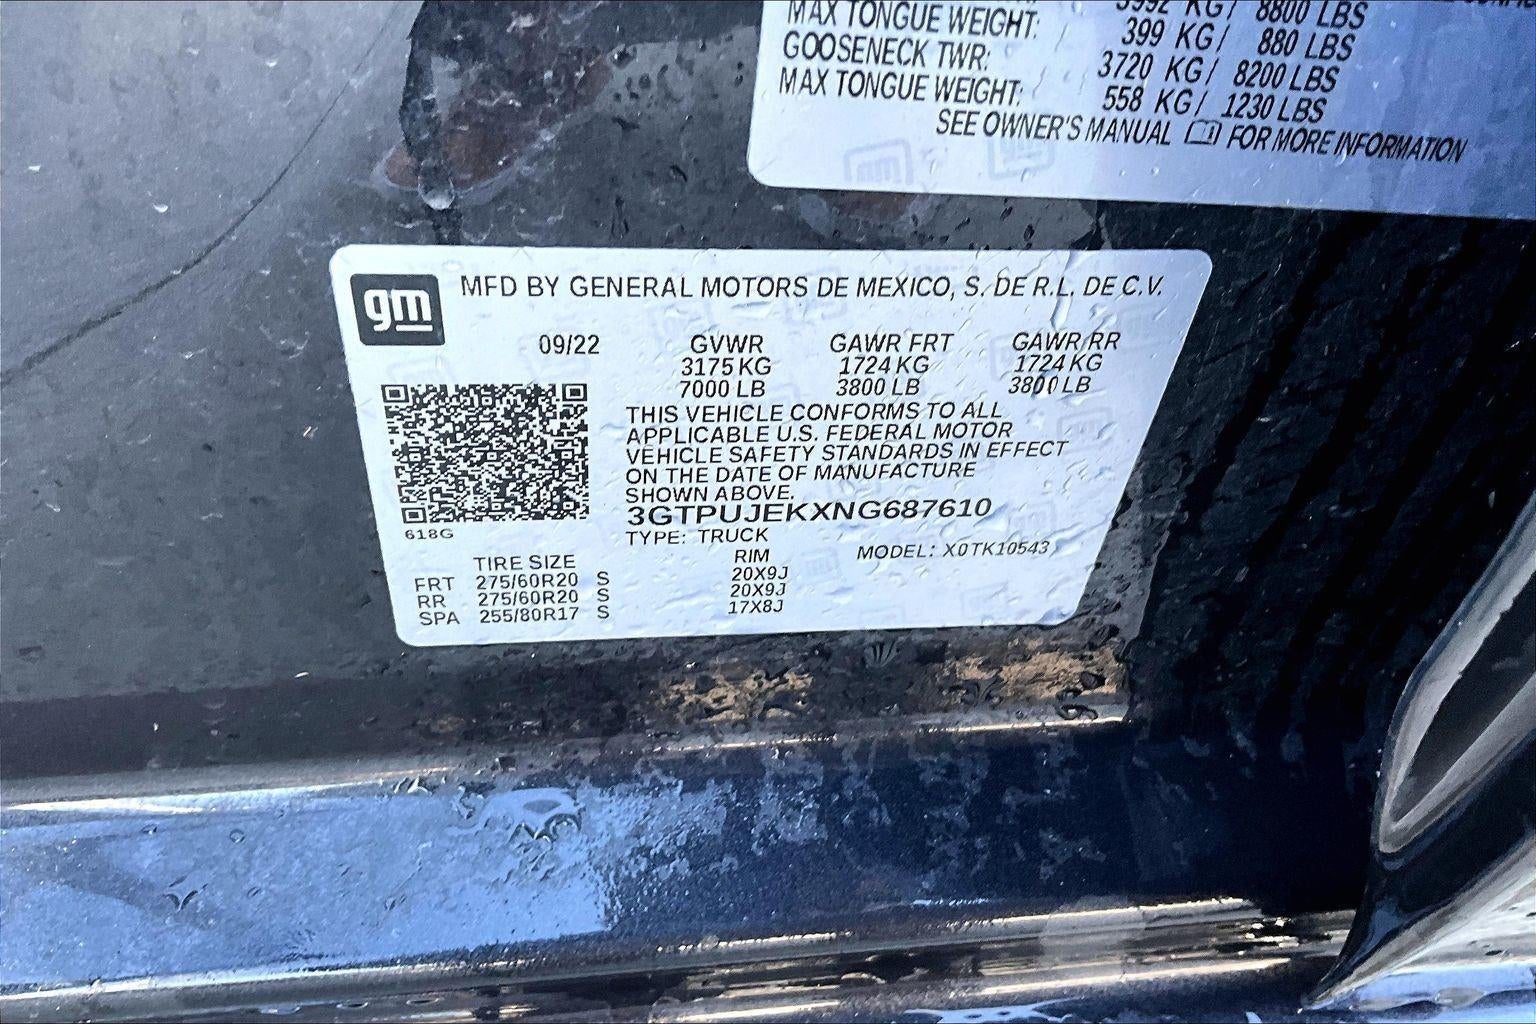 3992 KG/ 8800 LBS
MAX TONGUE WEIGHT: 399 KG/ 880 LBS
GOOSENECK TWR: 3720 KG/ 8200 LBS
MAX TONGUE WEIGHT: 558 KG/ 1230 LBS
SEE OWNER'S MANUAL FOR MORE INFORMATION
gm
MFD BY GENERAL MOTORS DE MEXICO, S. DE R.L. DE C.V.
09/22 GVWR GAWR FRT GAWR RR
3175 KG 1724 KG 1724 KG
7000 LB 3800 LB 3800 LB
THIS VEHICLE CONFORMS TO ALL
APPLICABLE U.S. FEDERAL MOTOR
VEHICLE SAFETY STANDARDS IN EFFECT
ON THE DATE OF MANUFACTURE
SHOWN ABOVE.
3GTPUJEKXNG687610
618G
TYPE: TRUCK
MODEL: X0TK10543
TIRE SIZE RIM
FRT 275/60R20 S 20X9J
RR 275/60R20 S 20X9J
SPA 255/80R17 S 17X8J